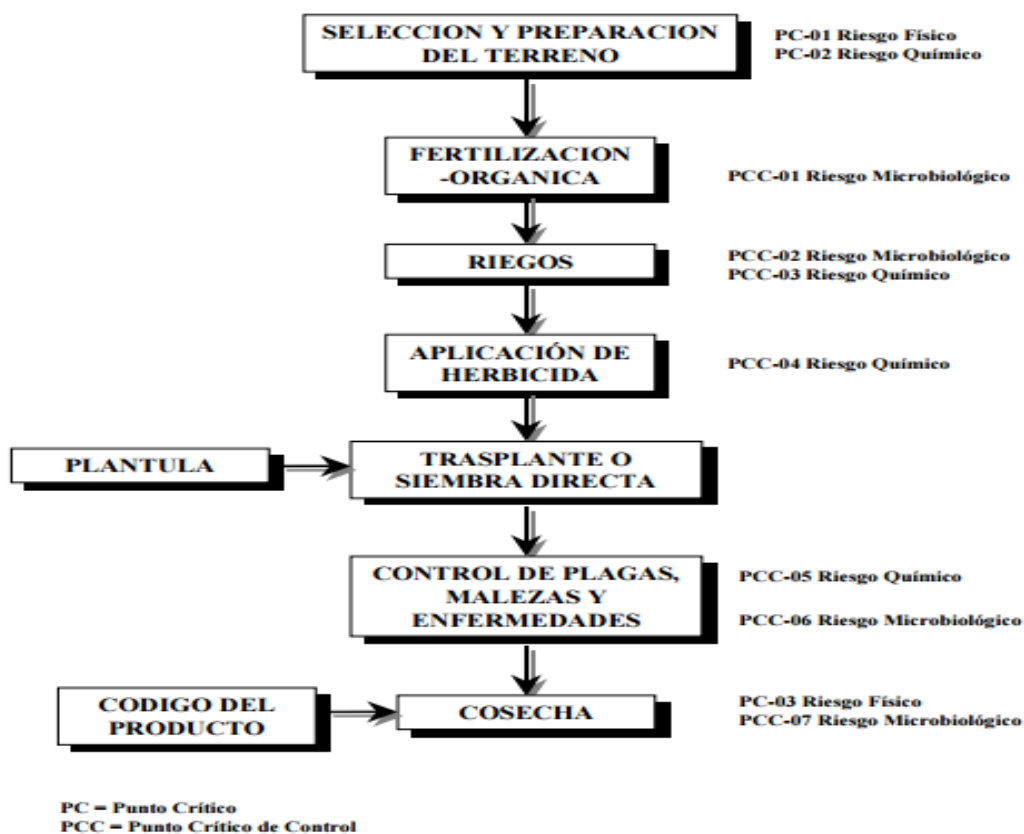 SELECCION Y PREPARACION
DEL TERRENO
PC-01 Riesgo Físico
PC-02 Riesgo Químico
FERTILIZACION
-ORGANICA
PCC-01 Riesgo Microbiológico
RIEGOS
PCC-02 Riesgo Microbiológico
PCC-03 Riesgo Químico
APLICACIÓN DE
HERBICIDA
PCC-04 Riesgo Químico
PLANTULA
TRASPLANTE O
SIEMBRA DIRECTA
CONTROL DE PLAGAS,
MALEZAS Y
ENFERMEDADES
PCC-05 Riesgo Químico
PCC-06 Riesgo Microbiológico
CODIGO DEL
PRODUCTO
COSECHA
PC-03 Riesgo Físico
PCC-07 Riesgo Microbiológico
PC = Punto Crítico
PCC = Punto Crítico de Control